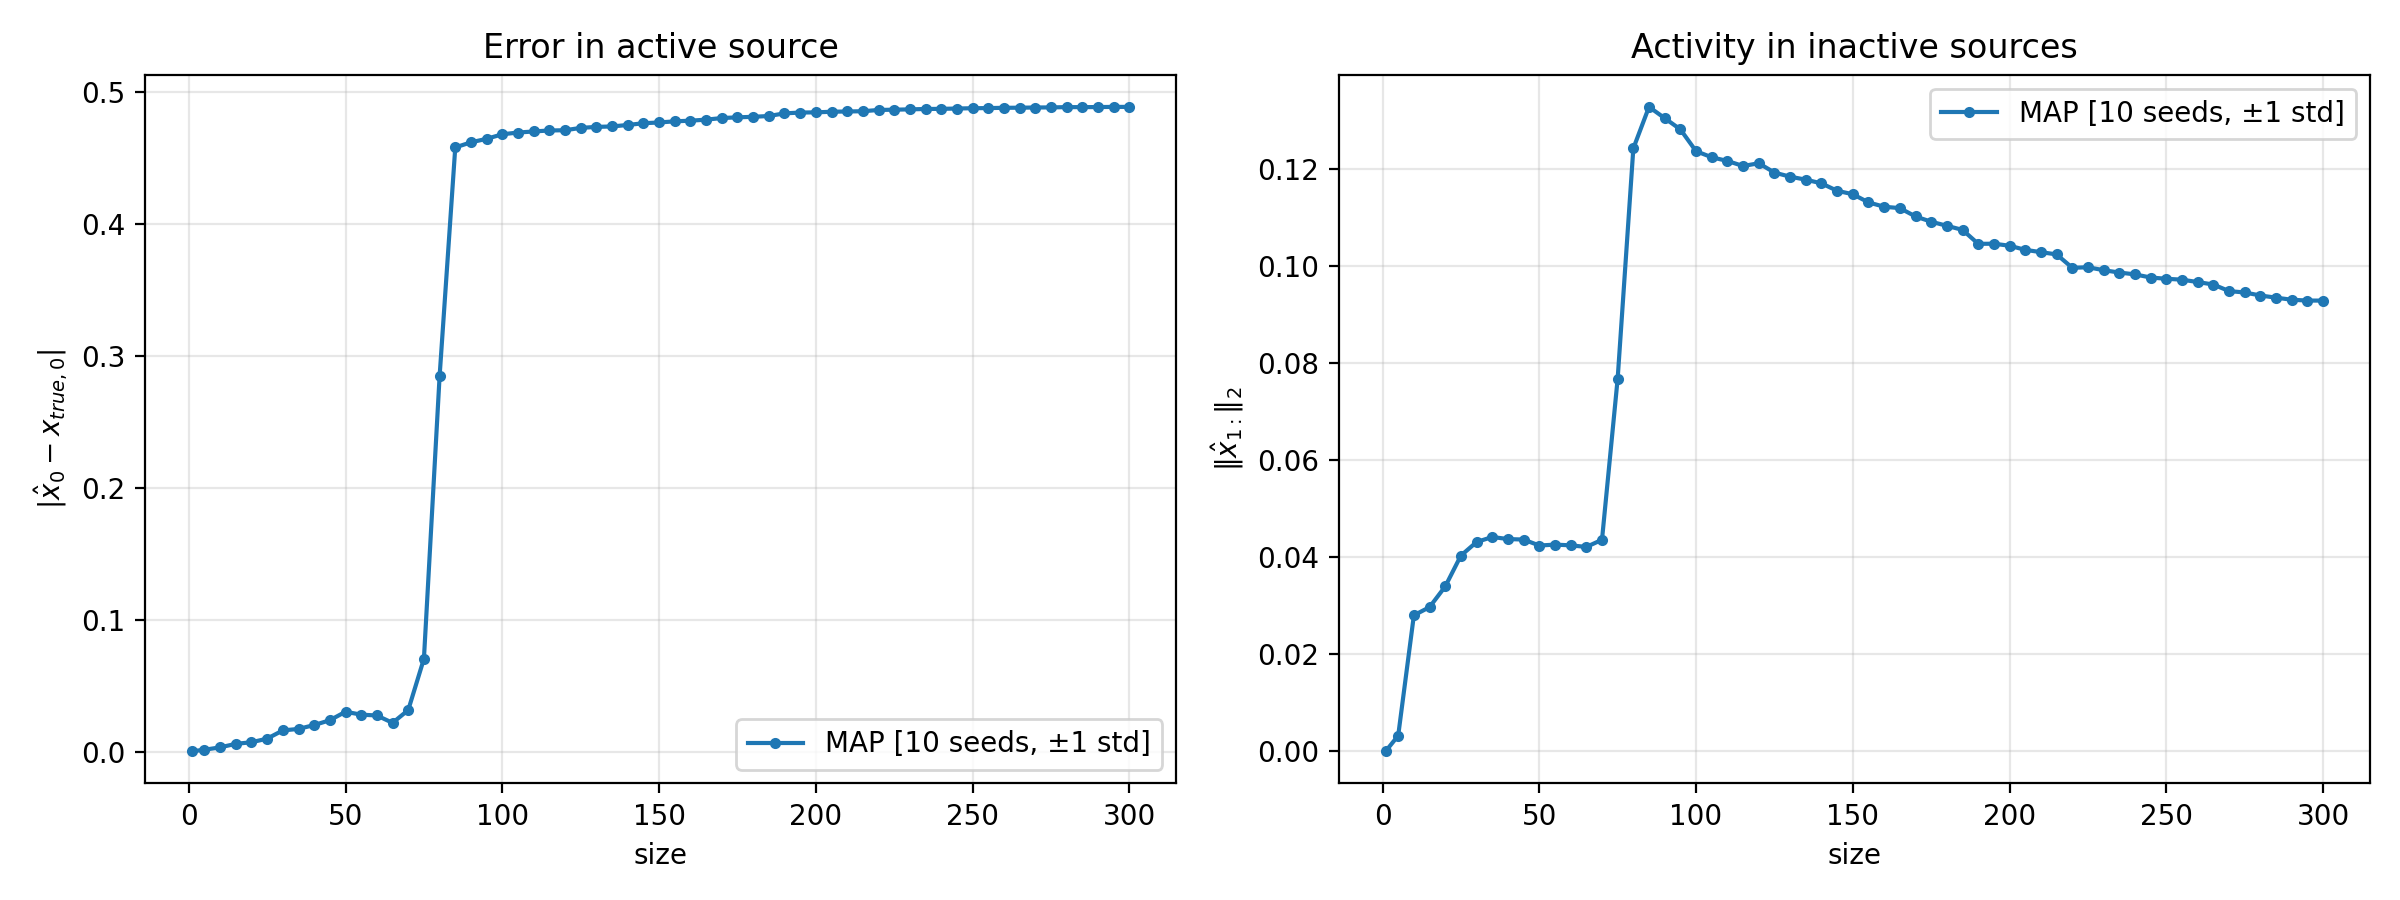 Error in active source
|x̂₀ − x_{true,0}|
0.5
0.4
0.3
0.2
0.1
0.0
MAP [10 seeds, ±1 std]
0 50 100 150 200 250 300
size
Activity in inactive sources
‖x̂_{1:}‖₂
0.12
0.10
0.08
0.06
0.04
0.02
0.00
MAP [10 seeds, ±1 std]
0 50 100 150 200 250 300
size